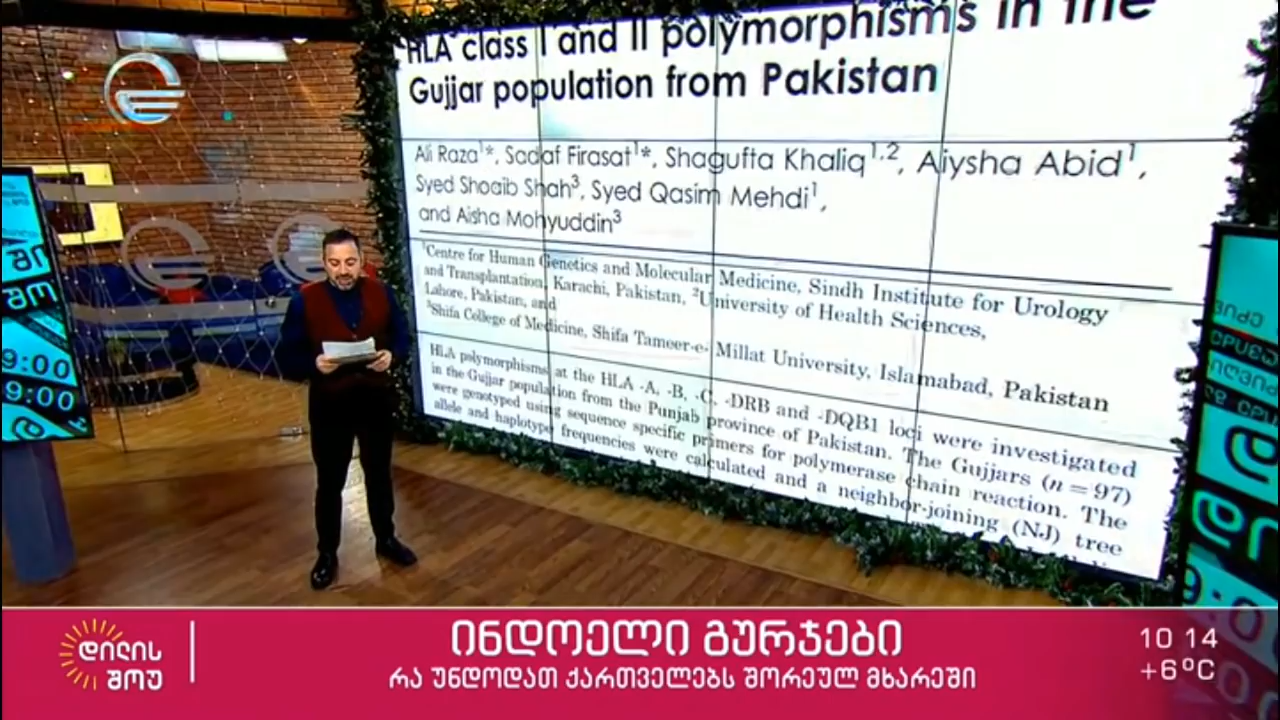 HLA class I and II polymorphisms in the
Gujjar population from Pakistan
Ali Raza¹*, Sadaf Firasat¹*, Shagufta Khaliq¹,², Aiysha Abid¹,
Syed Shoaib Shah³, Syed Qasim Mehdi¹,
and Aisha Mohyuddin³
¹Centre for Human Genetics and Molecular Medicine, Sindh Institute for Urology
and Transplantation, Karachi, Pakistan, ²University of Health Sciences,
Lahore, Pakistan, and
³Shifa College of Medicine, Shifa Tameer-e- Millat University, Islamabad, Pakistan
HLA polymorphisms at the HLA -A, -B, -C, -DRB and -DQB1 loci were investigated
in the Gujjar population from the Punjab province of Pakistan. The Gujjars (n = 97)
were genotyped using sequence specific primers for polymerase chain reaction. The
allele and haplotype frequencies were calculated and a neighbor-joining (NJ) tree
9:00
9:00
დილის
შოუ
ინდოელი გურჯები
რა უნდოდათ ქართველებს შორეულ მხარეში
10 14
+6°C